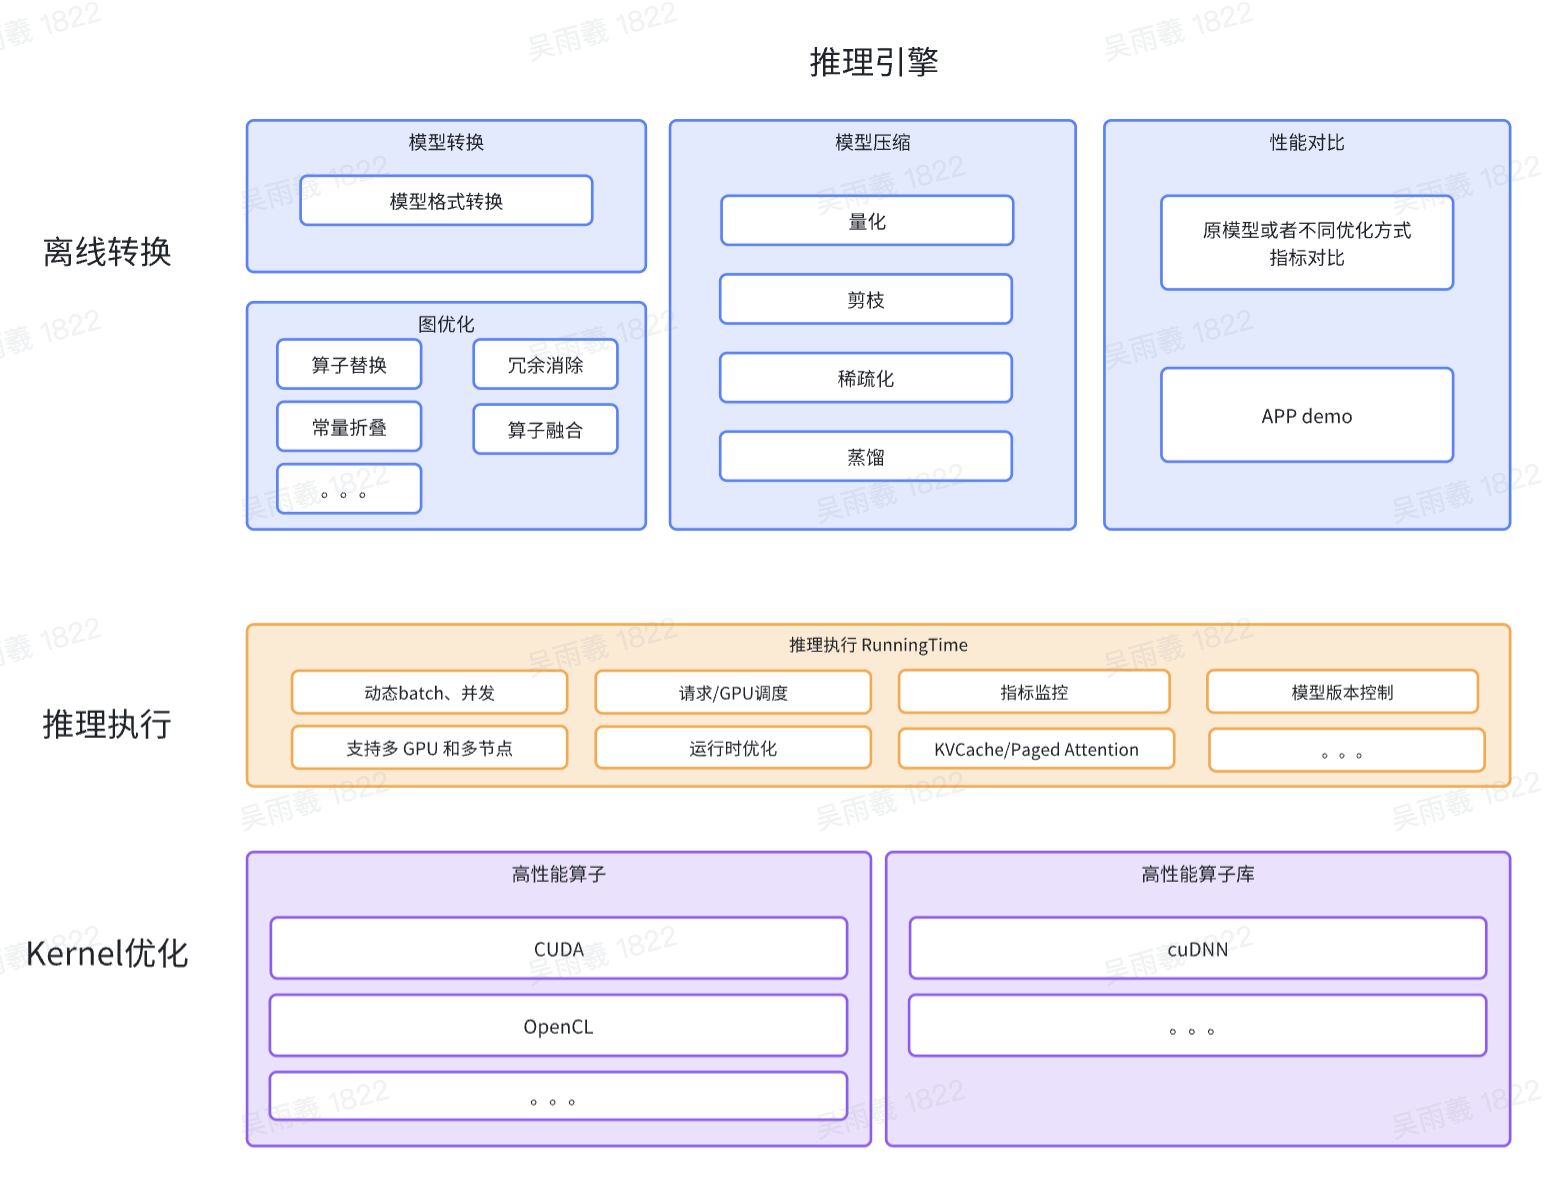 推理引擎
离线转换
模型转换
模型格式转换
图优化
算子替换
冗余消除
常量折叠
算子融合
。。。
模型压缩
量化
剪枝
稀疏化
蒸馏
性能对比
原模型或者不同优化方式
指标对比
APP demo
推理执行
推理执行 RunningTime
动态batch、并发
请求/GPU调度
指标监控
模型版本控制
支持多 GPU 和多节点
运行时优化
KVCache/Paged Attention
。。。
Kernel优化
高性能算子
CUDA
OpenCL
。。。
高性能算子库
cuDNN
。。。
吴雨羲 1822